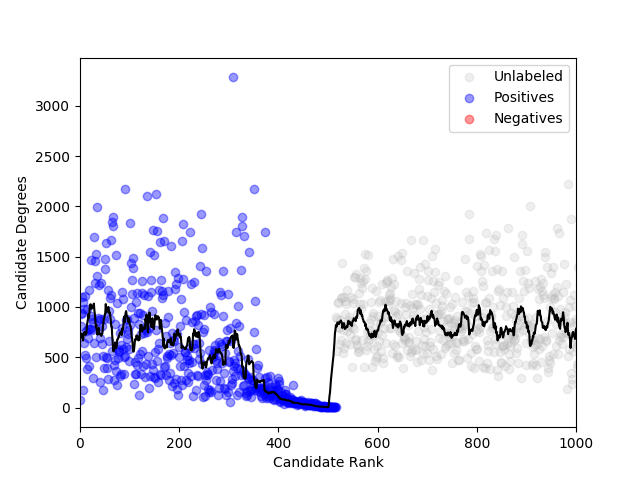 Unlabeled
Positives
Negatives
3000
2500
2000
1500
1000
500
0
Candidate Degrees
0 200 400 600 800 1000
Candidate Rank